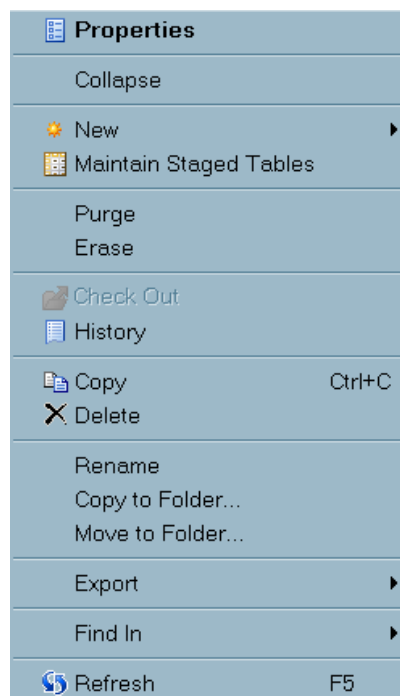 Properties
Collapse
New
Maintain Staged Tables
Purge
Erase
Check Out
History
Copy Ctrl+C
Delete
Rename
Copy to Folder...
Move to Folder...
Export
Find In
Refresh F5